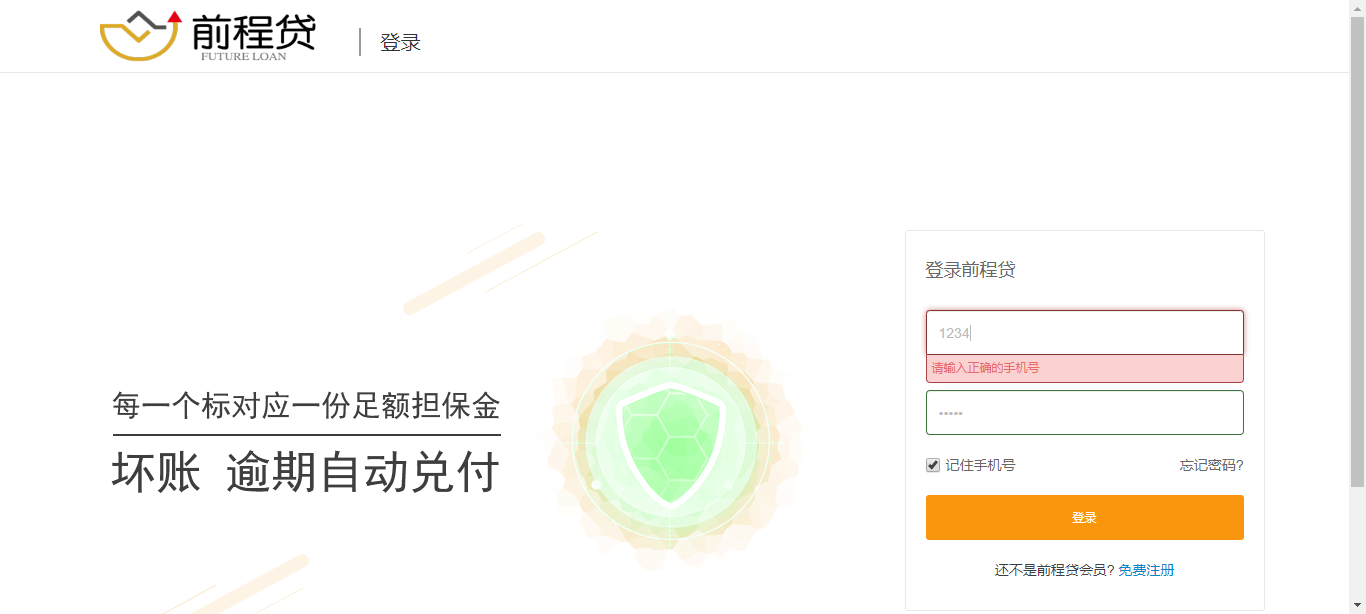 前程贷
FUTURE LOAN
登录
每一个标对应一份足额担保金
坏账 逾期自动兑付
登录前程贷
1234
请输入正确的手机号
•••••
记住手机号 忘记密码?
登录
还不是前程贷会员? 免费注册